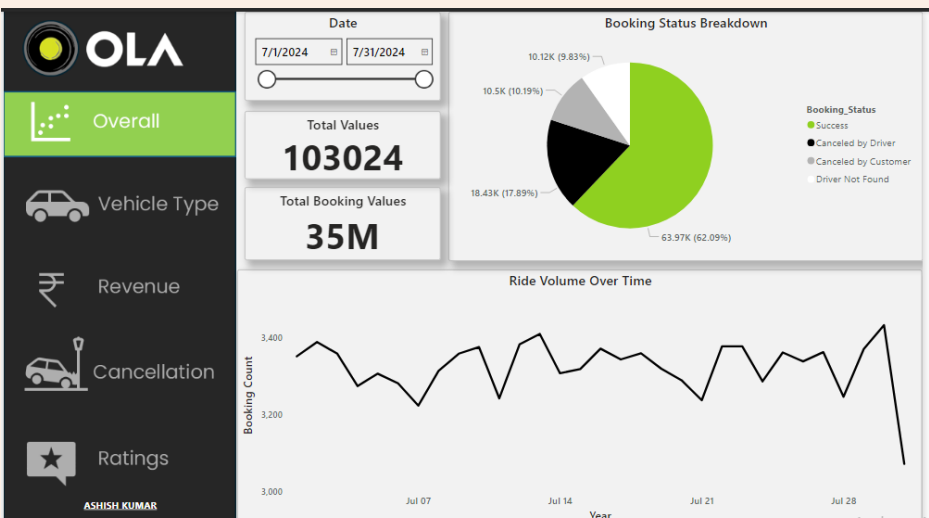 OLA
Overall
Vehicle Type
Revenue
Cancellation
Ratings
ASHISH KUMAR
Date
7/1/2024
7/31/2024
Total Values
103024
Total Booking Values
35M
Booking Status Breakdown
10.12K (9.83%)
10.5K (10.19%)
18.43K (17.89%)
63.97K (62.09%)
Booking_Status
Success
Canceled by Driver
Canceled by Customer
Driver Not Found
Ride Volume Over Time
Booking Count
3,400
3,200
3,000
Jul 07
Jul 14
Jul 21
Jul 28
Year